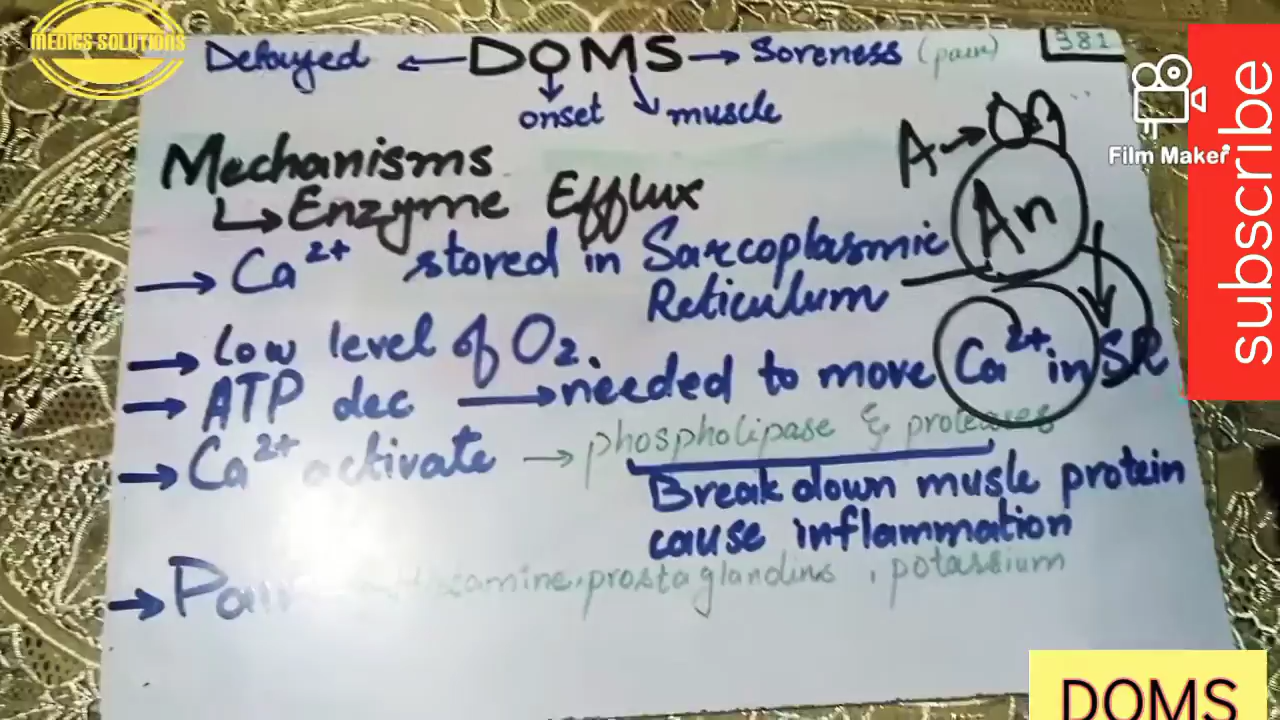 MEDICS SOLUTIONS
Delayed ← DOMS → Soreness (pain)
381
onset muscle
Film Maker
subscribe
Mechanisms
↳ Enzyme Efflux
A → 
An
→ Ca²⁺ stored in Sarcoplasmic
Reticulum
→ Low level of O₂.
→ ATP dec → needed to move Ca²⁺ in SR
→ Ca²⁺ activate → phospholipase & proteases
Break down musle protein
cause inflammation
→ Pain prostaglandins, potassium
DOMS